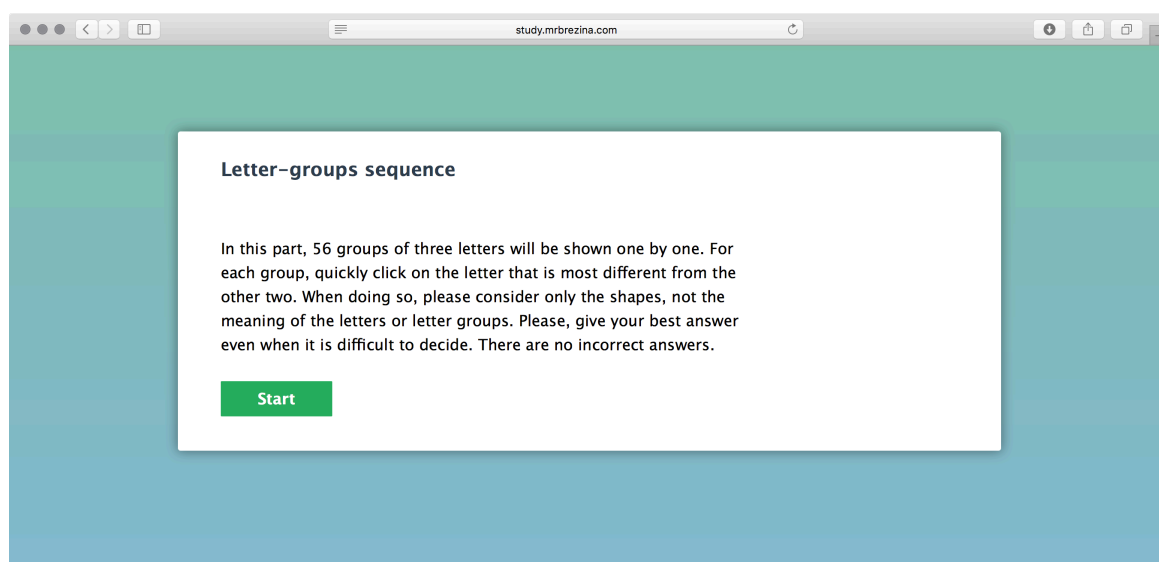 study.mrbrezina.com
Letter-groups sequence
In this part, 56 groups of three letters will be shown one by one. For
each group, quickly click on the letter that is most different from the
other two. When doing so, please consider only the shapes, not the
meaning of the letters or letter groups. Please, give your best answer
even when it is difficult to decide. There are no incorrect answers.
Start